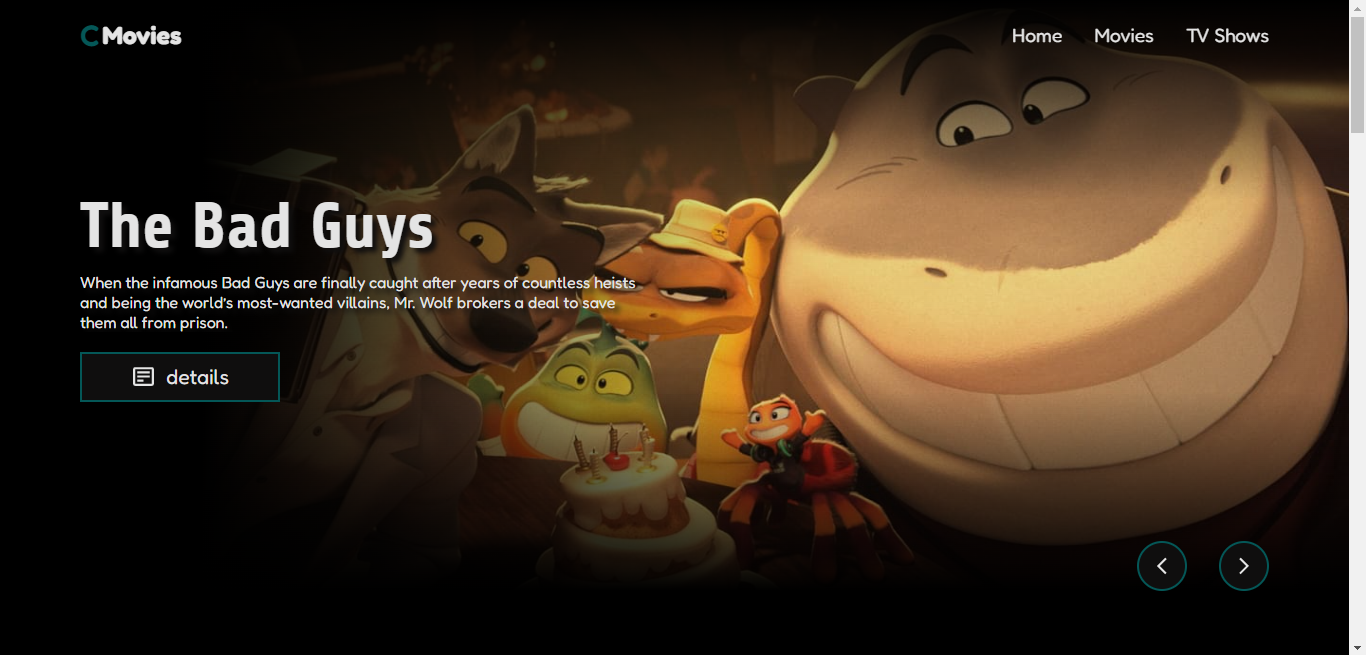 CMovies
Home Movies TV Shows
The Bad Guys
When the infamous Bad Guys are finally caught after years of countless heists
and being the world's most-wanted villains, Mr. Wolf brokers a deal to save
them all from prison.
details